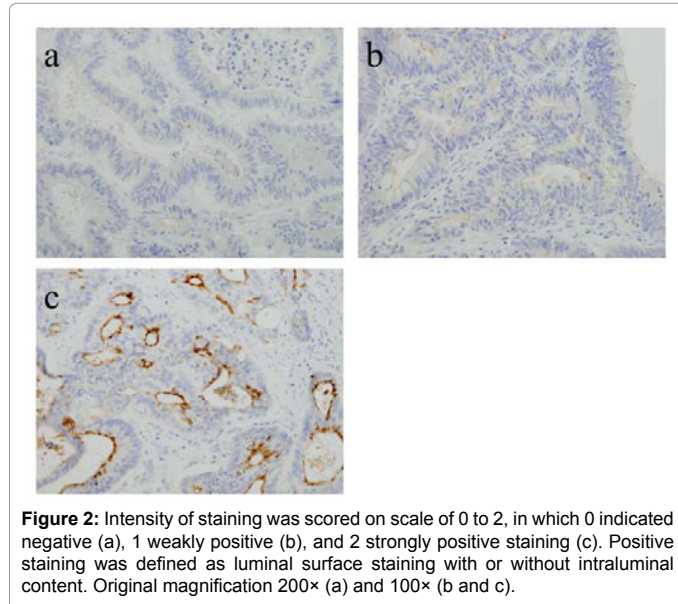 a
b
c
Figure 2: Intensity of staining was scored on scale of 0 to 2, in which 0 indicated
negative (a), 1 weakly positive (b), and 2 strongly positive staining (c). Positive
staining was defined as luminal surface staining with or without intraluminal
content. Original magnification 200× (a) and 100× (b and c).